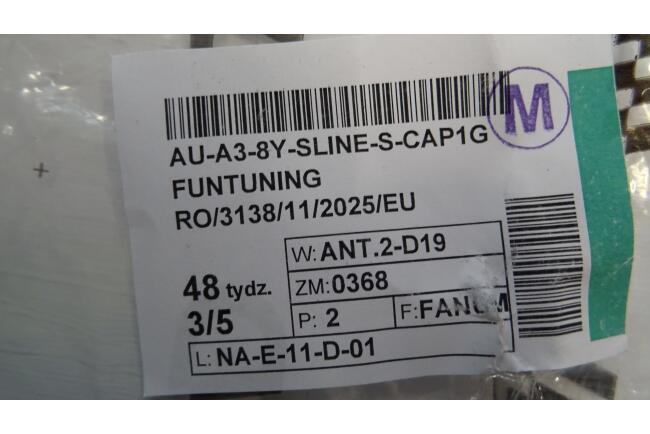 M
AU-A3-8Y-SLINE-S-CAP1G
FUNTUNING
RO/3138/11/2025/EU
W: ANT.2-D19
48 tydz.
ZM: 0368
3/5
P: 2 F:
L: NA-E-11-D-01